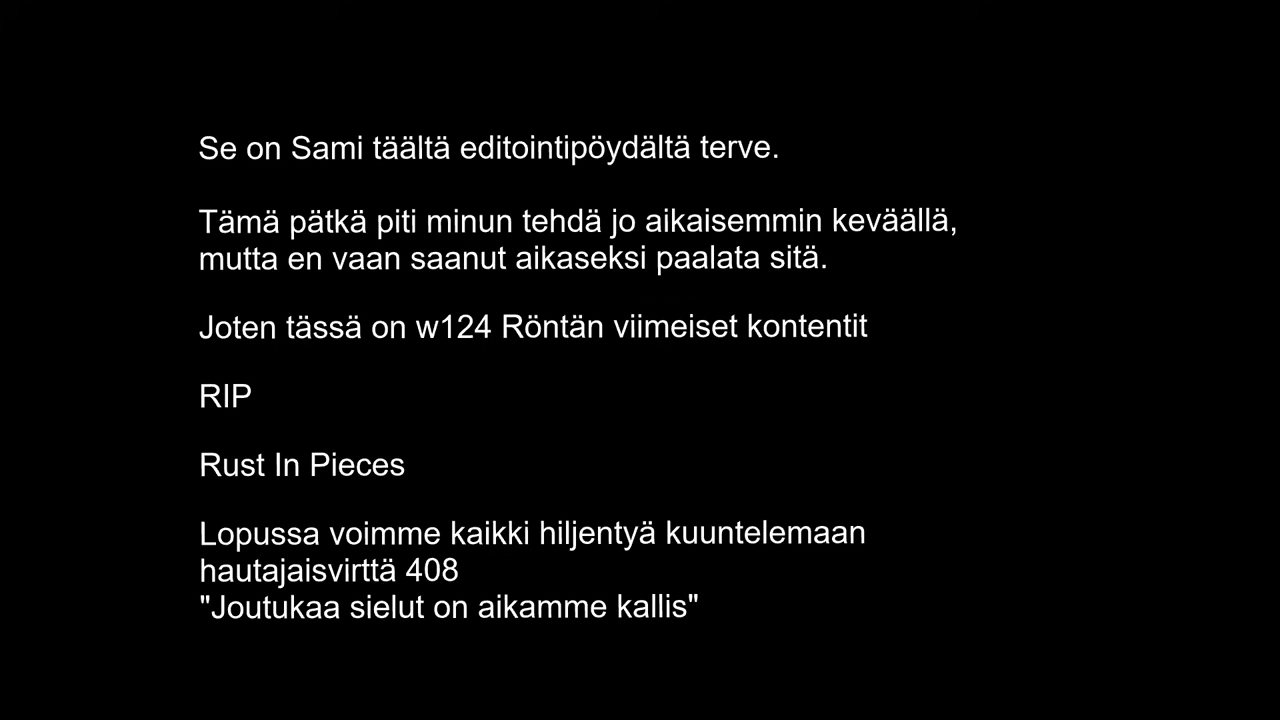 Se on Sami täältä editointipöydältä terve.
Tämä pätkä piti minun tehdä jo aikaisemmin keväällä,
mutta en vaan saanut aikaseksi paalata sitä.
Joten tässä on w124 Röntän viimeiset kontentit
RIP
Rust In Pieces
Lopussa voimme kaikki hiljentyä kuuntelemaan
hautajaisvirttä 408
"Joutukaa sielut on aikamme kallis"